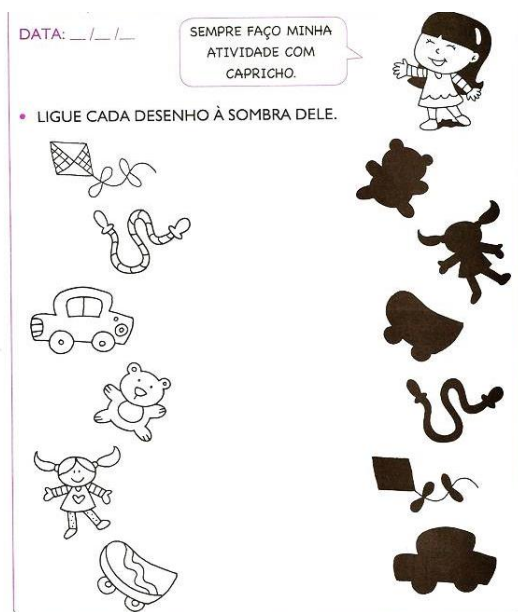 DATA: __ /__ /__
SEMPRE FAÇO MINHA
ATIVIDADE COM
CAPRICHO.
• LIGUE CADA DESENHO À SOMBRA DELE.